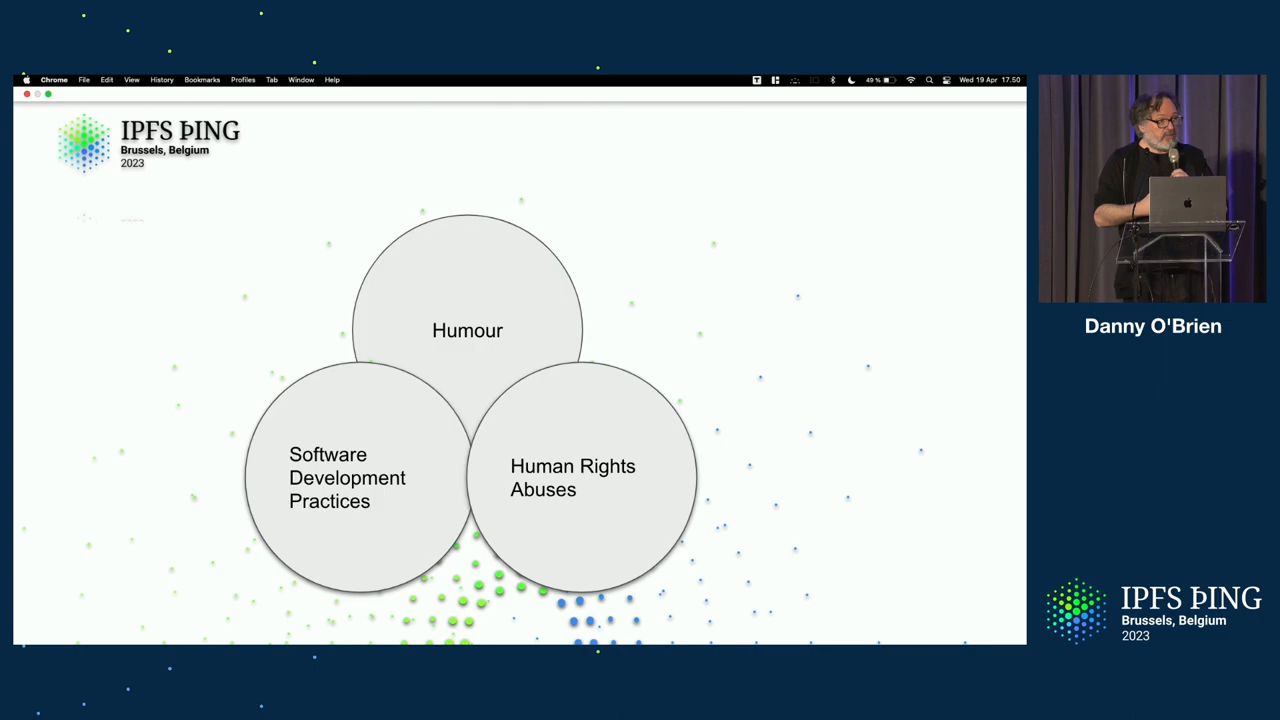 Chrome File Edit View History Bookmarks Profiles Tab Window Help 49% Wed 19 Apr 17.50
IPFS ÞING
Brussels, Belgium
2023
Humour
Software
Development
Practices
Human Rights
Abuses
Danny O'Brien
IPFS ÞING
Brussels, Belgium
2023